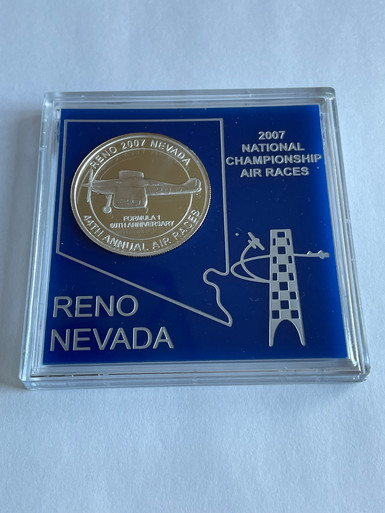 RENO 2007 NEVADA
FORMULA 1
60TH ANNIVERSARY
44TH ANNUAL AIR RACES
2007
NATIONAL
CHAMPIONSHIP
AIR RACES
RENO
NEVADA